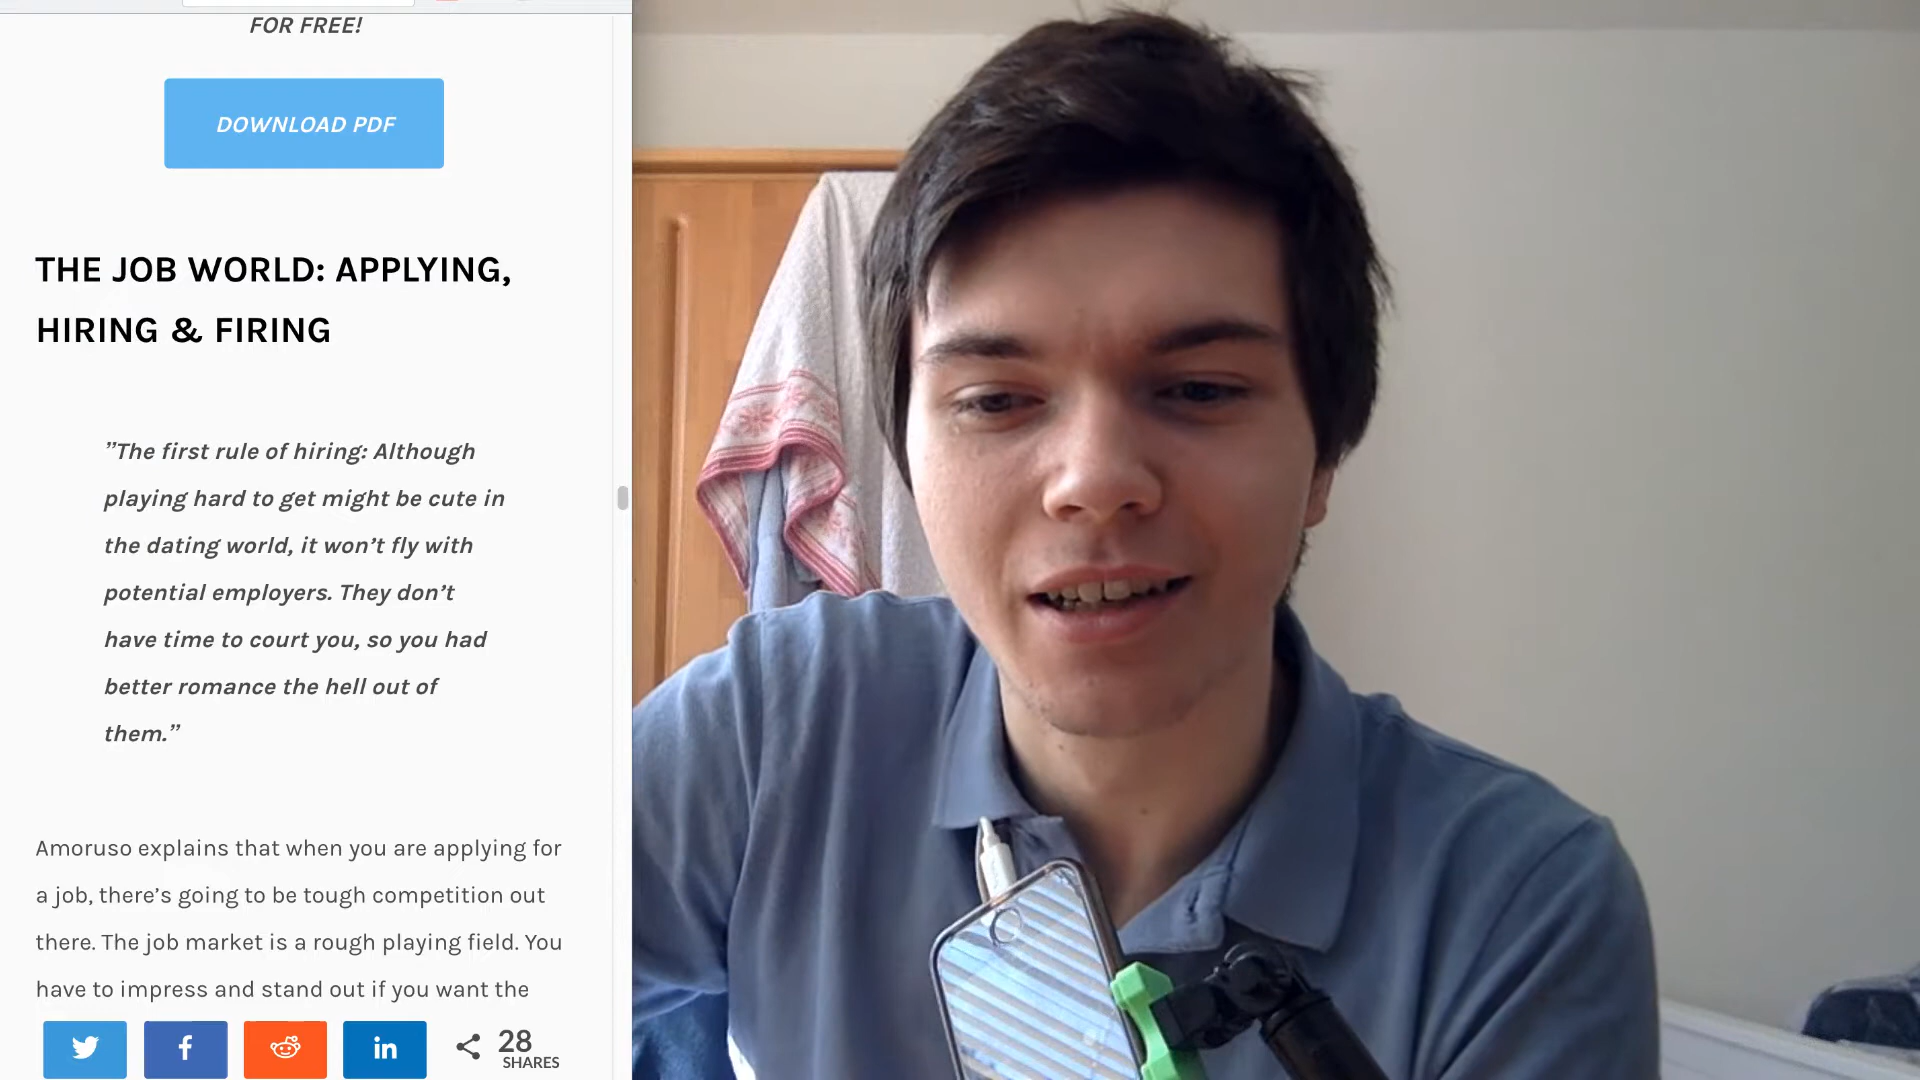 FOR FREE!
DOWNLOAD PDF
THE JOB WORLD: APPLYING,
HIRING & FIRING
”The first rule of hiring: Although
playing hard to get might be cute in
the dating world, it won’t fly with
potential employers. They don’t
have time to court you, so you had
better romance the hell out of
them.”
Amoruso explains that when you are applying for
a job, there’s going to be tough competition out
there. The job market is a rough playing field. You
have to impress and stand out if you want the
28
SHARES